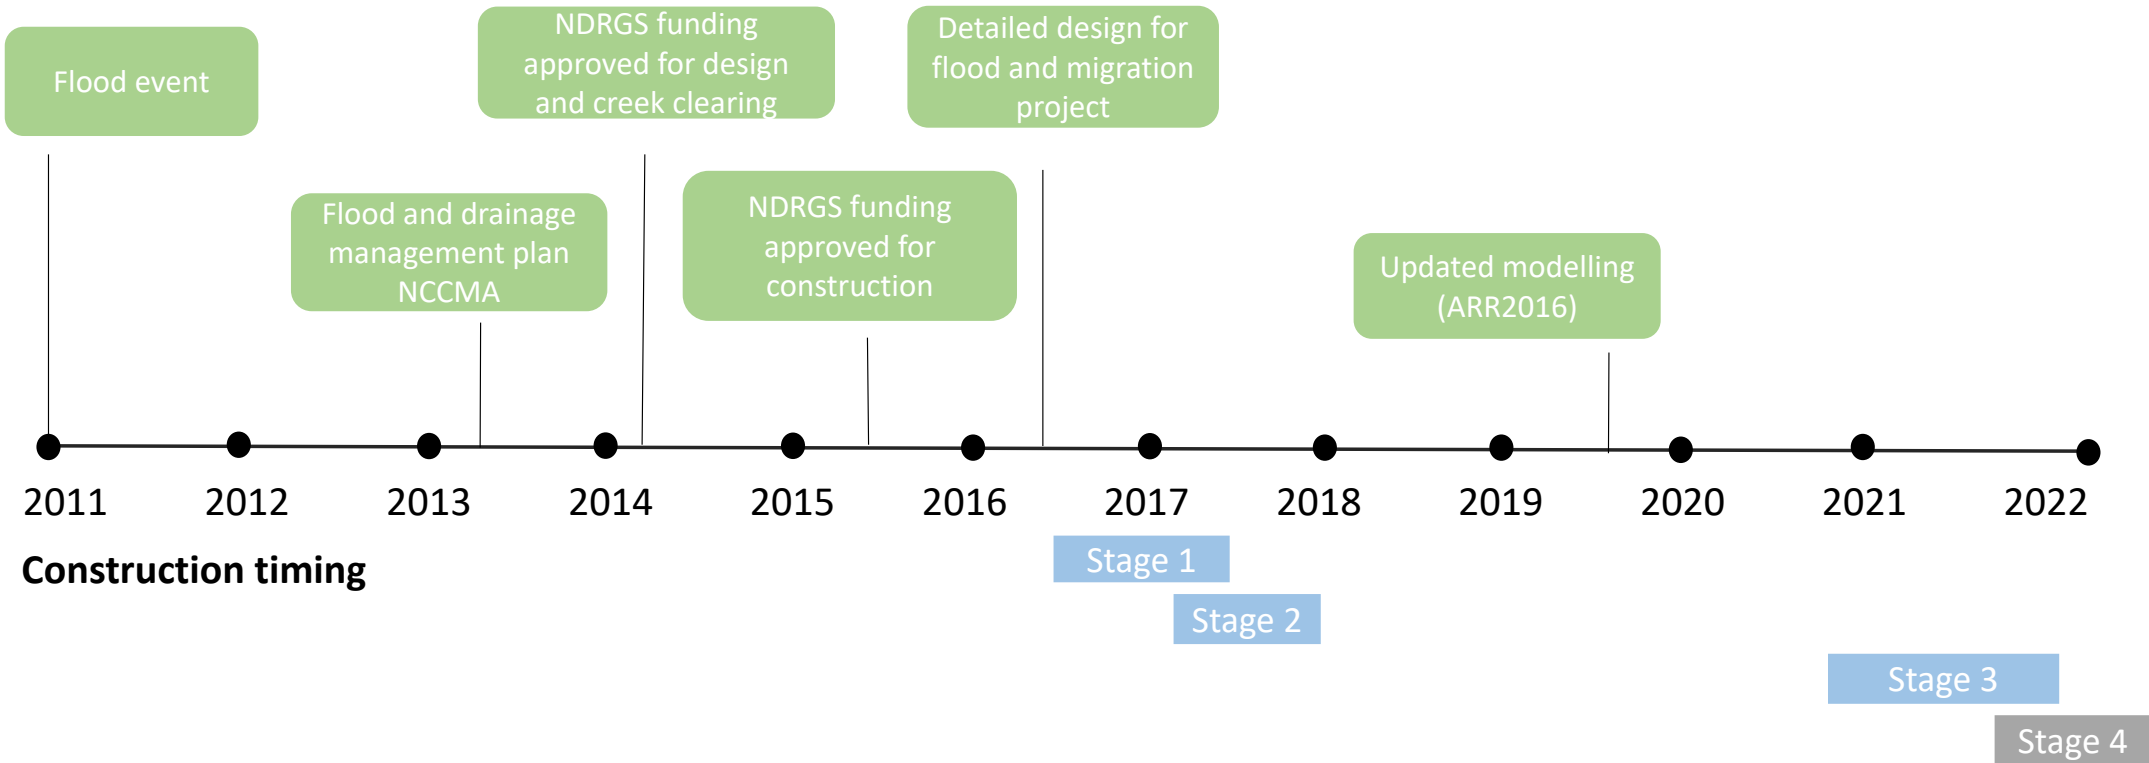 Flood event
NDRGS funding
approved for design
and creek clearing
Detailed design for
flood and migration
project
Flood and drainage
management plan
NCCMA
NDRGS funding
approved for
construction
Updated modelling
(ARR2016)
2011 2012 2013 2014 2015 2016 2017 2018 2019 2020 2021 2022
Construction timing
Stage 1
Stage 2
Stage 3
Stage 4